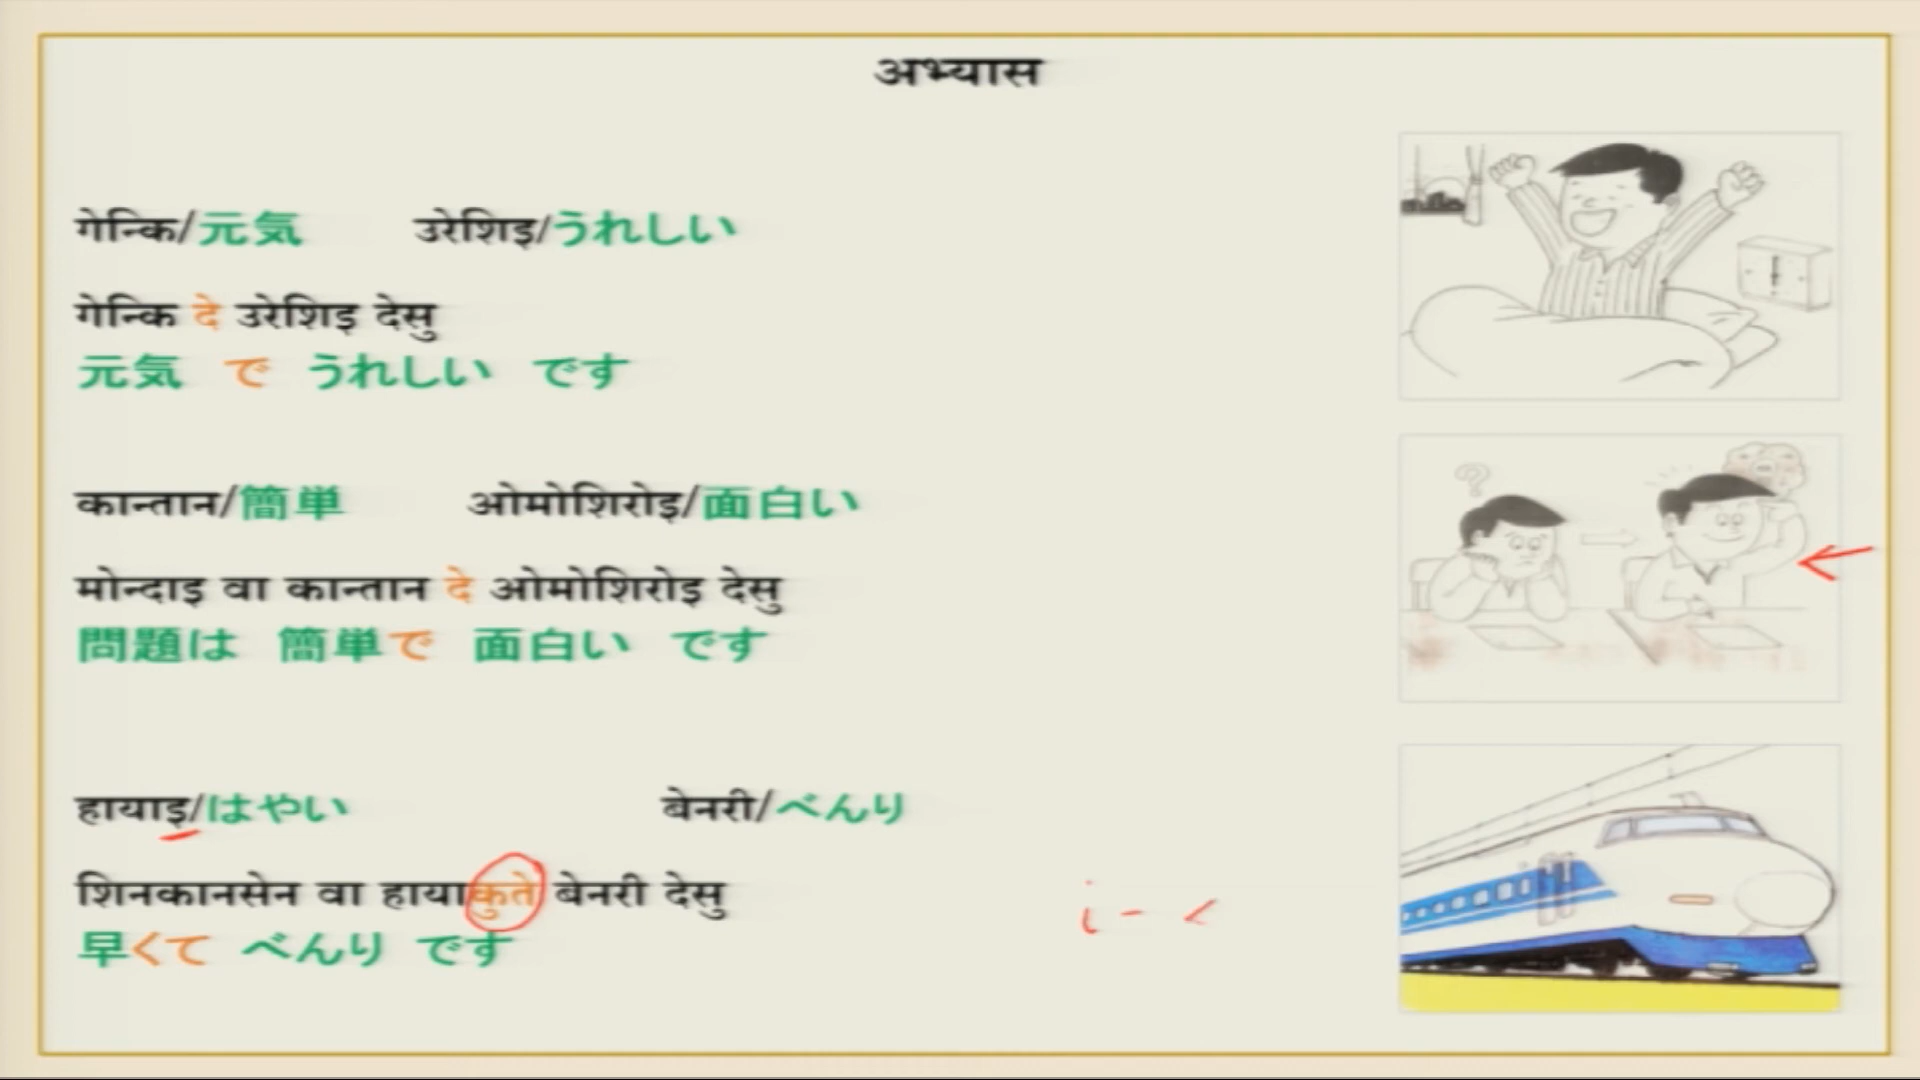 अभ्यास
गेन्कि/元気 उरेशिइ/うれしい
गेन्कि दे उरेशिइ देसु
元気 で うれしい です
कान्तान/簡単 ओमोशिरोइ/面白い
मोन्दाइ वा कान्तान दे ओमोशिरोइ देसु
問題は 簡単で 面白い です
हायाइ/はやい बेनरी/べんり
शिनकानसेन वा हायाकुते बेनरी देसु
早くて べんり です